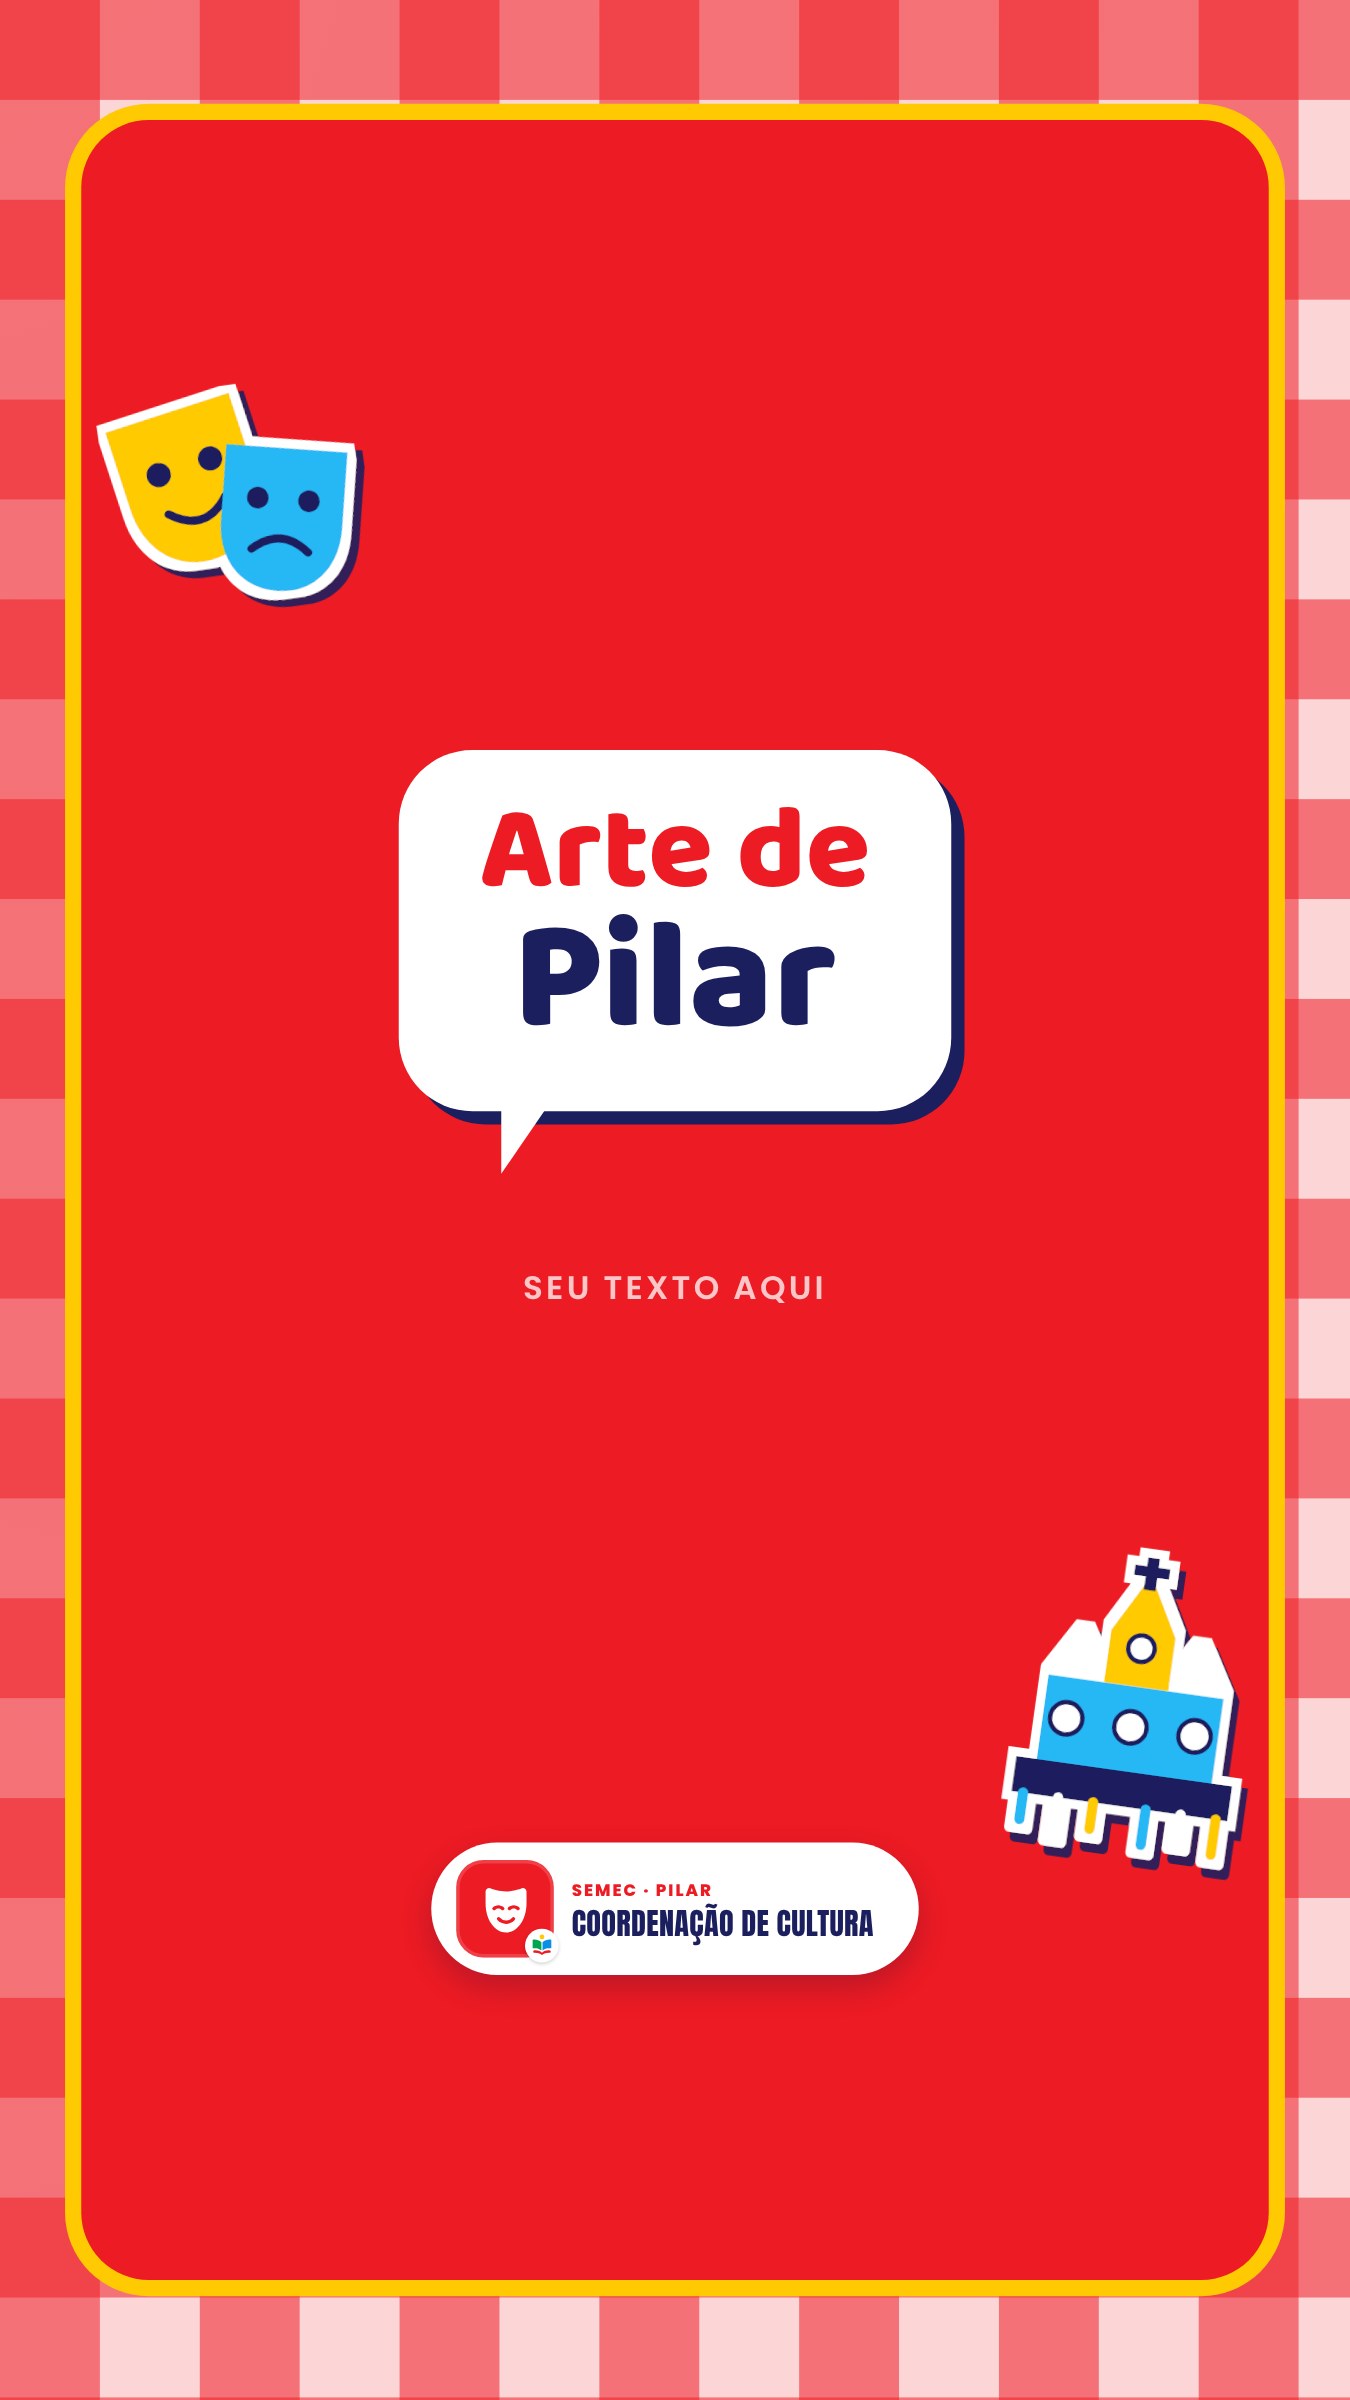 Arte de
Pilar
SEU TEXTO AQUI
SEMEC · PILAR
COORDENAÇÃO DE CULTURA